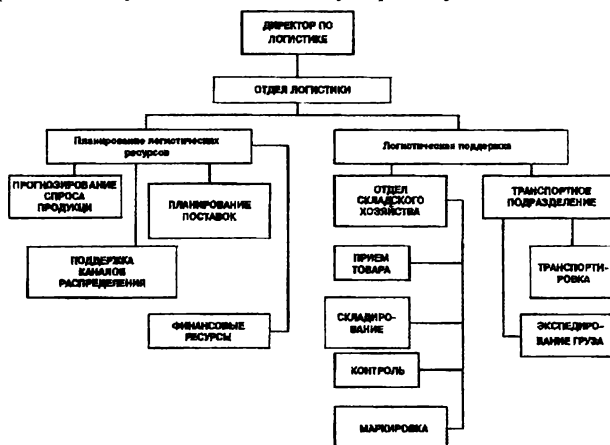 ДИРЕКТОР ПО
ЛОГИСТИКЕ
ОТДЕЛ ЛОГИСТИКИ
Планирование логистических
ресурсов
Логистическая поддержка
ПРОГНОЗИРОВАНИЕ
СПРОСА
ПРОДУКЦИ
ПЛАНИРОВАНИЕ
ПОСТАВОК
ОТДЕЛ
СКЛАДСКОГО
ХОЗЯЙСТВА
ТРАНСПОРТНОЕ
ПОДРАЗДЕЛЕНИЕ
ПОДДЕРЖКА
КАНАЛОВ
РАСПРЕДЕЛЕНИЯ
ПРИЕМ
ТОВАРА
ТРАНСПОРТИ-
РОВКА
ФИНАНСОВЫЕ
РЕСУРСЫ
СКЛАДИРО-
ВАНИЕ
ЭКСПЕДИРО-
ВАНИЕ ГРУЗА
КОНТРОЛЬ
МАРКИРОВКА